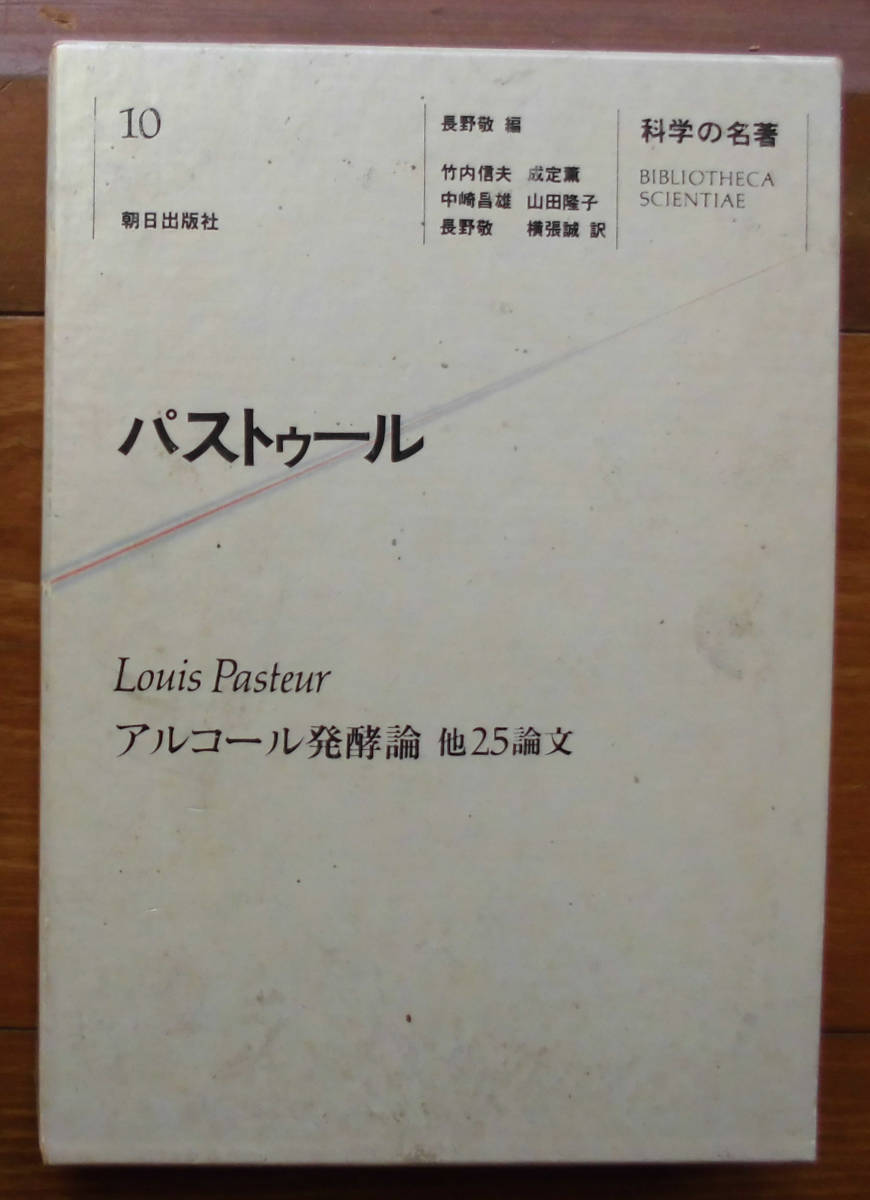 10
朝日出版社
長野敬 編
竹内信夫 成定薫
中崎昌雄 山田隆子
長野敬 横張誠 訳
科学の名著
BIBLIOTHECA
SCIENTIAE
パストゥール
Louis Pasteur
アルコール発酵論 他25論文